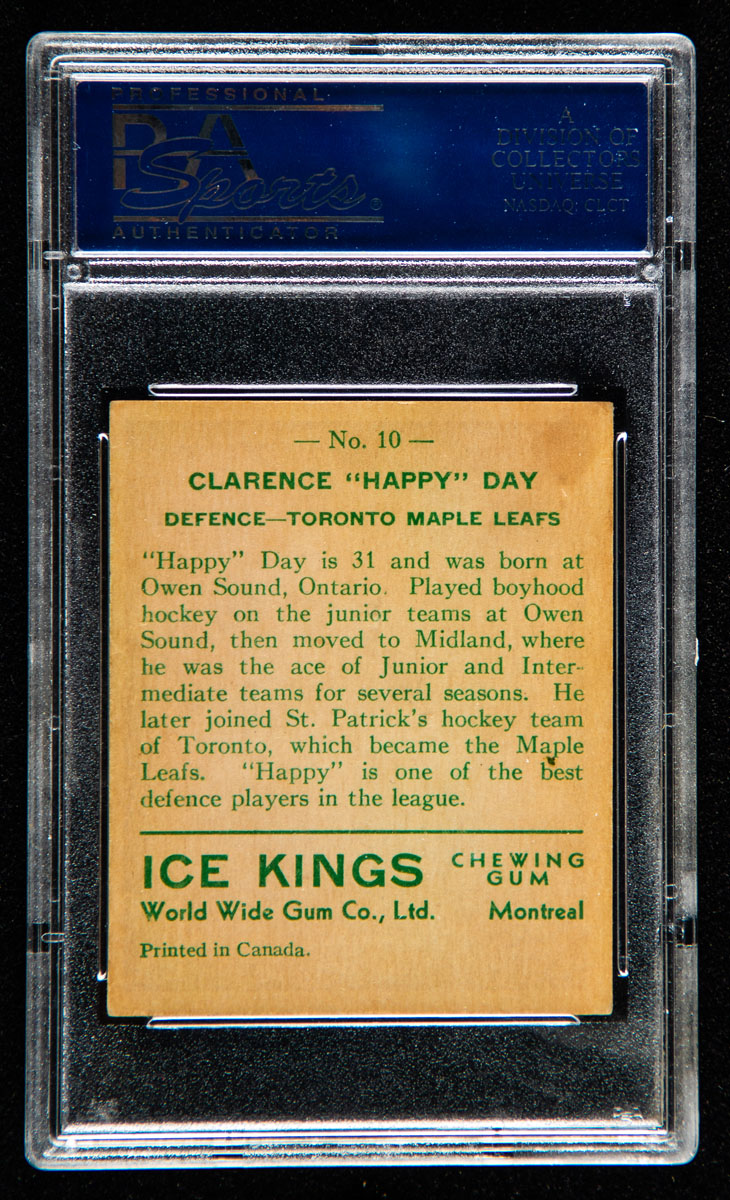 PROFESSIONAL
PSA
Sports®
AUTHENTICATOR
A
DIVISION OF
COLLECTORS
UNIVERSE
NASDAQ: CLCT
— No. 10 —
CLARENCE "HAPPY" DAY
DEFENCE—TORONTO MAPLE LEAFS
"Happy" Day is 31 and was born at
Owen Sound, Ontario. Played boyhood
hockey on the junior teams at Owen
Sound, then moved to Midland, where
he was the ace of Junior and Inter-
mediate teams for several seasons. He
later joined St. Patrick's hockey team
of Toronto, which became the Maple
Leafs. "Happy" is one of the best
defence players in the league.
ICE KINGS CHEWING GUM
World Wide Gum Co., Ltd. Montreal
Printed in Canada.